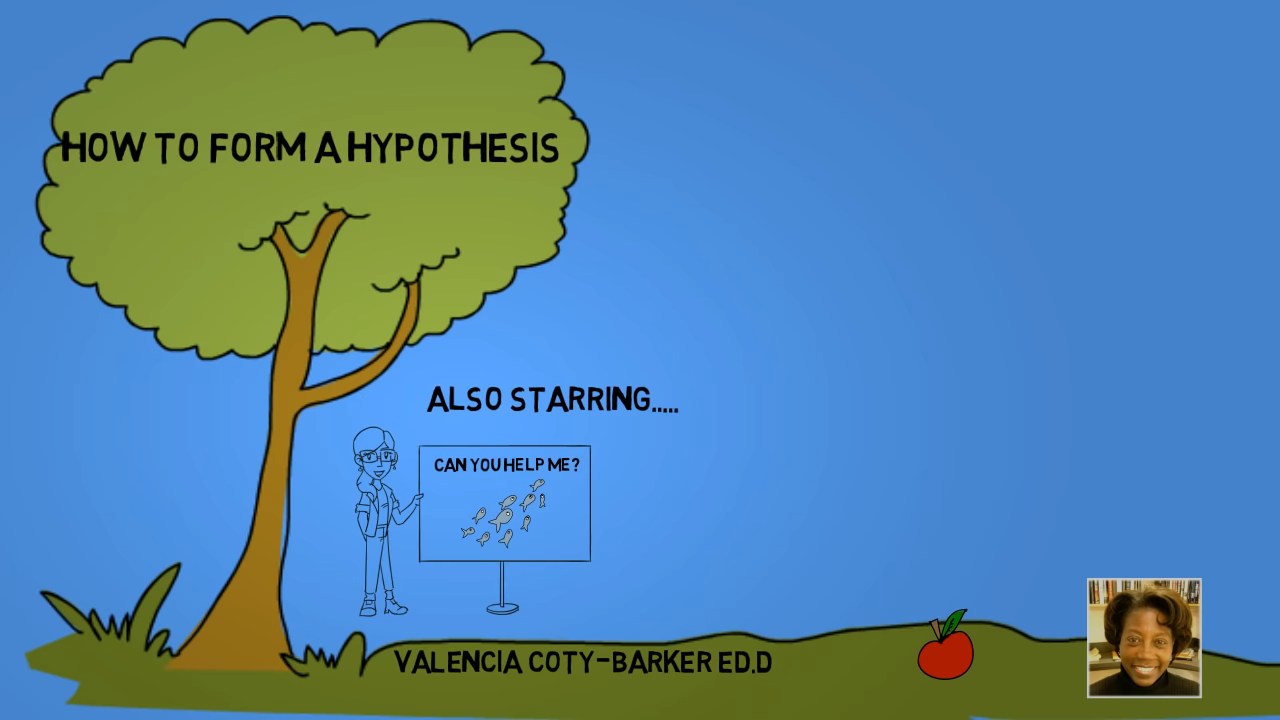 HOW TO FORM A HYPOTHESIS
ALSO STARRING.....
CAN YOU HELP ME?
VALENCIA COTY-BARKER ED.D